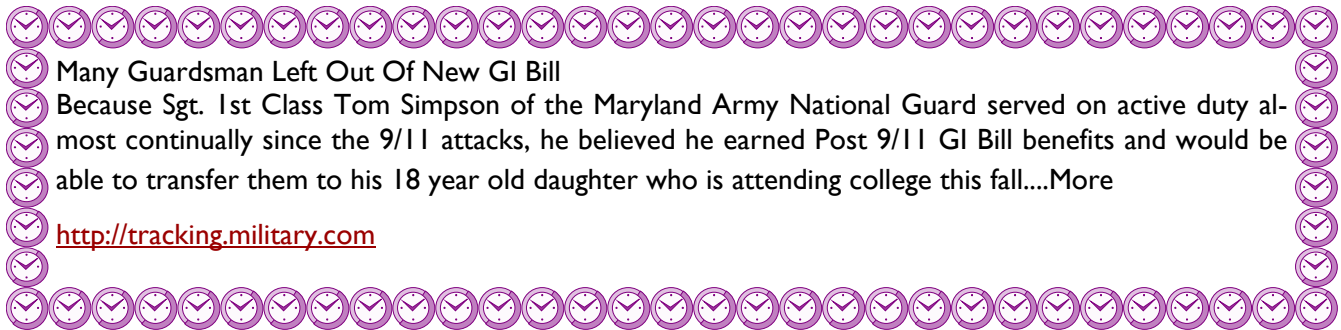 Many Guardsman Left Out Of New GI Bill
Because Sgt. 1st Class Tom Simpson of the Maryland Army National Guard served on active duty al-
most continually since the 9/11 attacks, he believed he earned Post 9/11 GI Bill benefits and would be
able to transfer them to his 18 year old daughter who is attending college this fall....More
http://tracking.military.com